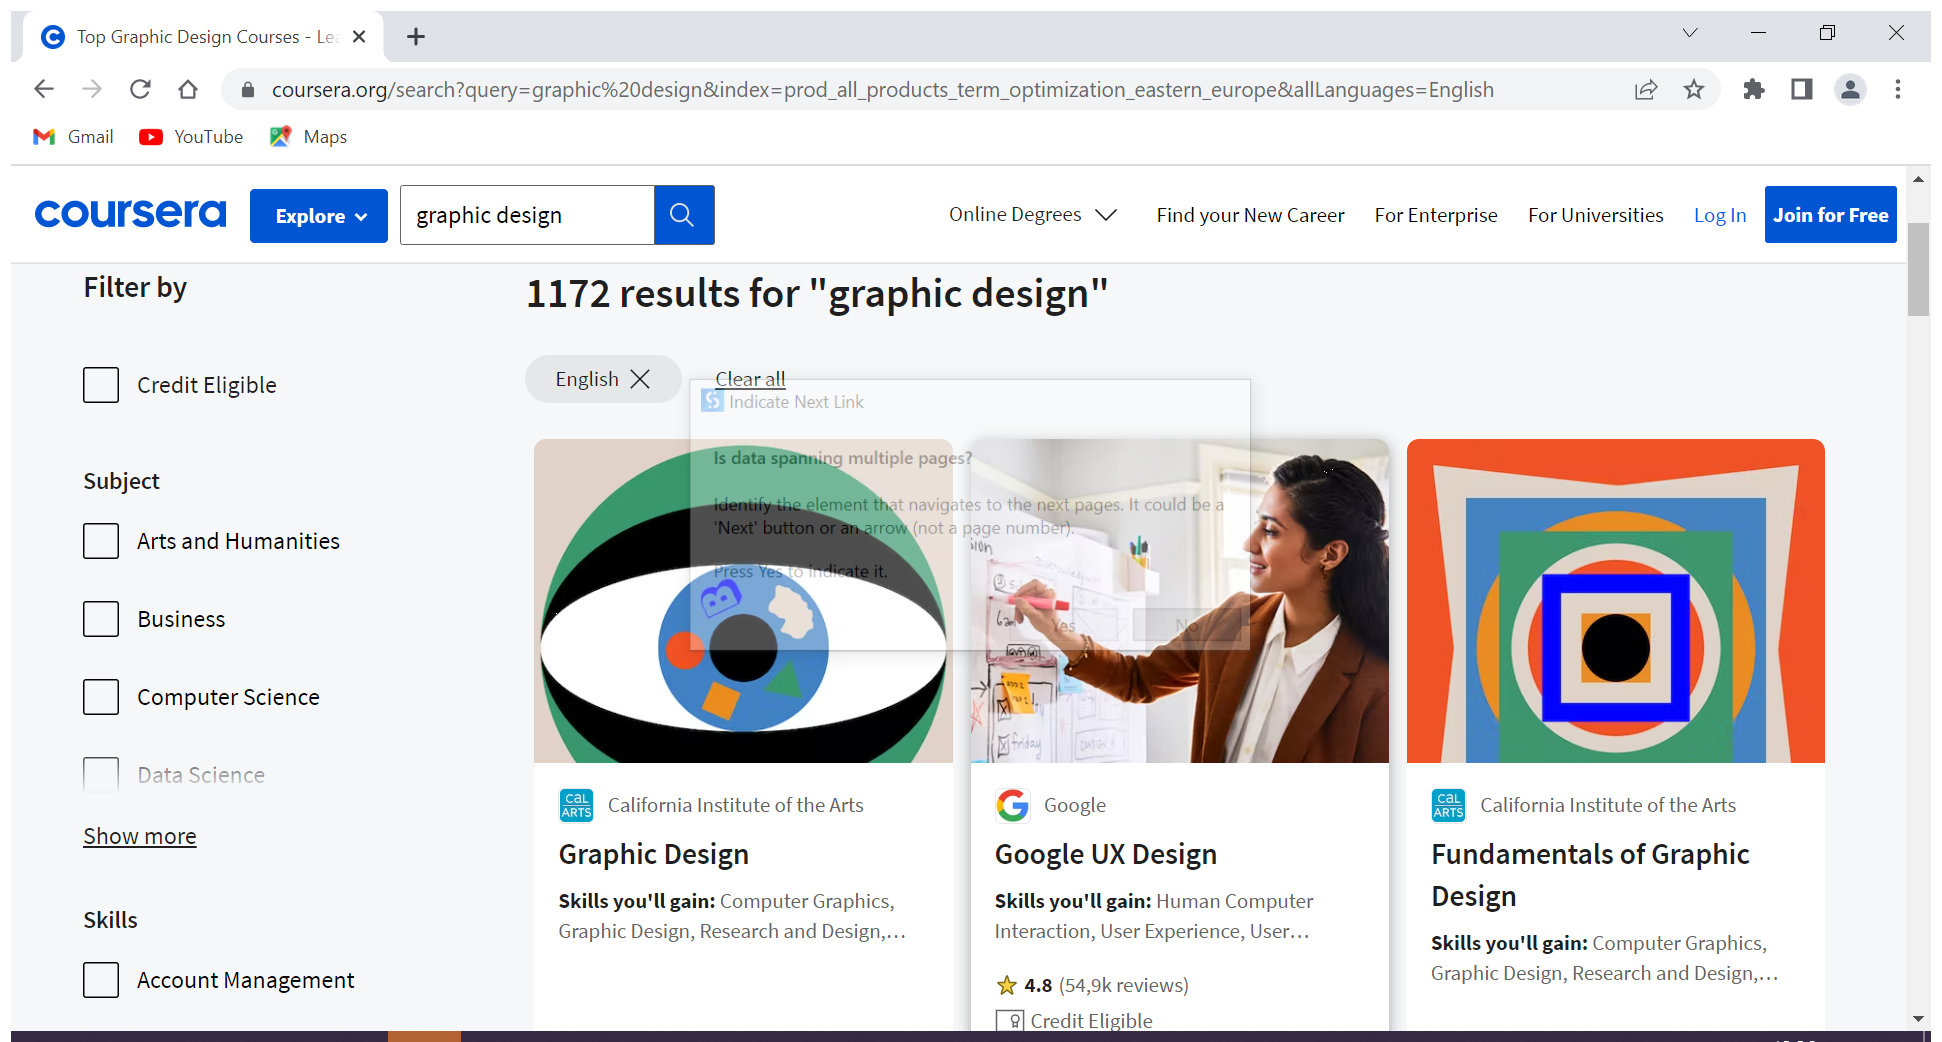 Top Graphic Design Courses - Lea
coursera.org/search?query=graphic%20design&index=prod_all_products_term_optimization_eastern_europe&allLanguages=English
Gmail YouTube Maps
coursera Explore graphic design Online Degrees Find your New Career For Enterprise For Universities Log In Join for Free
Filter by
1172 results for "graphic design"
Credit Eligible
English
Clear all
Indicate Next Link
Is data spanning multiple pages?
Identify the element that navigates to the next pages. It could be a
'Next' button or an arrow (not a page number).
Press Yes to indicate it.
Yes No
Subject
Arts and Humanities
Business
Computer Science
Data Science
Show more
Skills
Account Management
friday
CAL ARTS California Institute of the Arts
Graphic Design
Skills you'll gain: Computer Graphics,
Graphic Design, Research and Design,...
Google
Google UX Design
Skills you'll gain: Human Computer
Interaction, User Experience, User...
4.8 (54,9k reviews)
Credit Eligible
CAL ARTS California Institute of the Arts
Fundamentals of Graphic
Design
Skills you'll gain: Computer Graphics,
Graphic Design, Research and Design,...